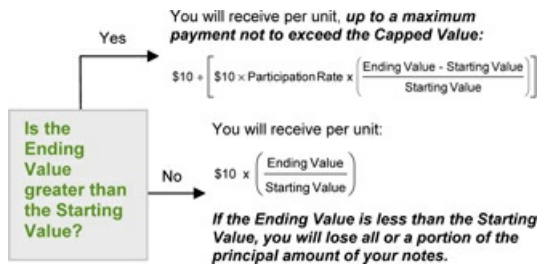 You will receive per unit, up to a maximum
payment not to exceed the Capped Value:
Yes
$10 + [ $10 × Participation Rate x ( Ending Value - Starting Value
Starting Value ) ]
Is the
Ending
Value
greater than
the Starting
Value?
No
You will receive per unit:
$10 x ( Ending Value
Starting Value )
If the Ending Value is less than the Starting
Value, you will lose all or a portion of the
principal amount of your notes.